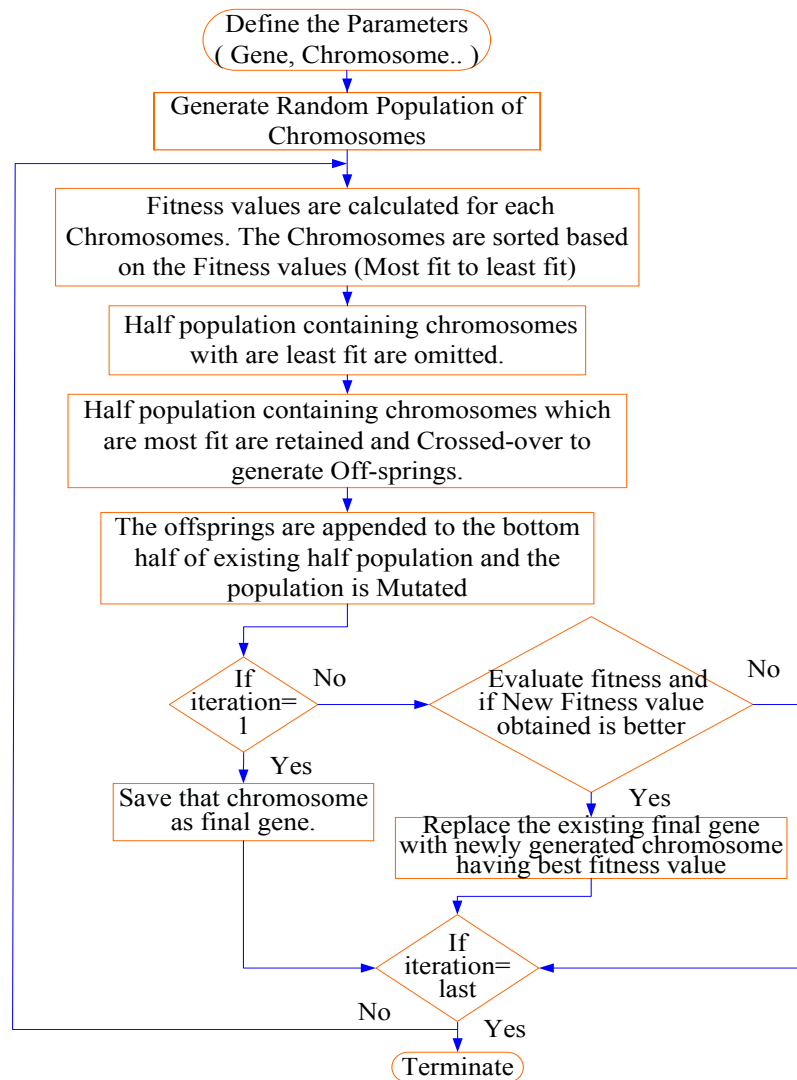 Define the Parameters
( Gene, Chromosome.. )
Generate Random Population of
Chromosomes
Fitness values are calculated for each
Chromosomes. The Chromosomes are sorted based
on the Fitness values (Most fit to least fit)
Half population containing chromosomes
with are least fit are omitted.
Half population containing chromosomes which
are most fit are retained and Crossed-over to
generate Off-springs.
The offsprings are appended to the bottom
half of existing half population and the
population is Mutated
If
iteration=
1
No
Yes
Evaluate fitness and
if New Fitness value
obtained is better
No
Yes
Save that chromosome
as final gene.
Replace the existing final gene
with newly generated chromosome
having best fitness value
If
iteration=
last
No
Yes
Terminate